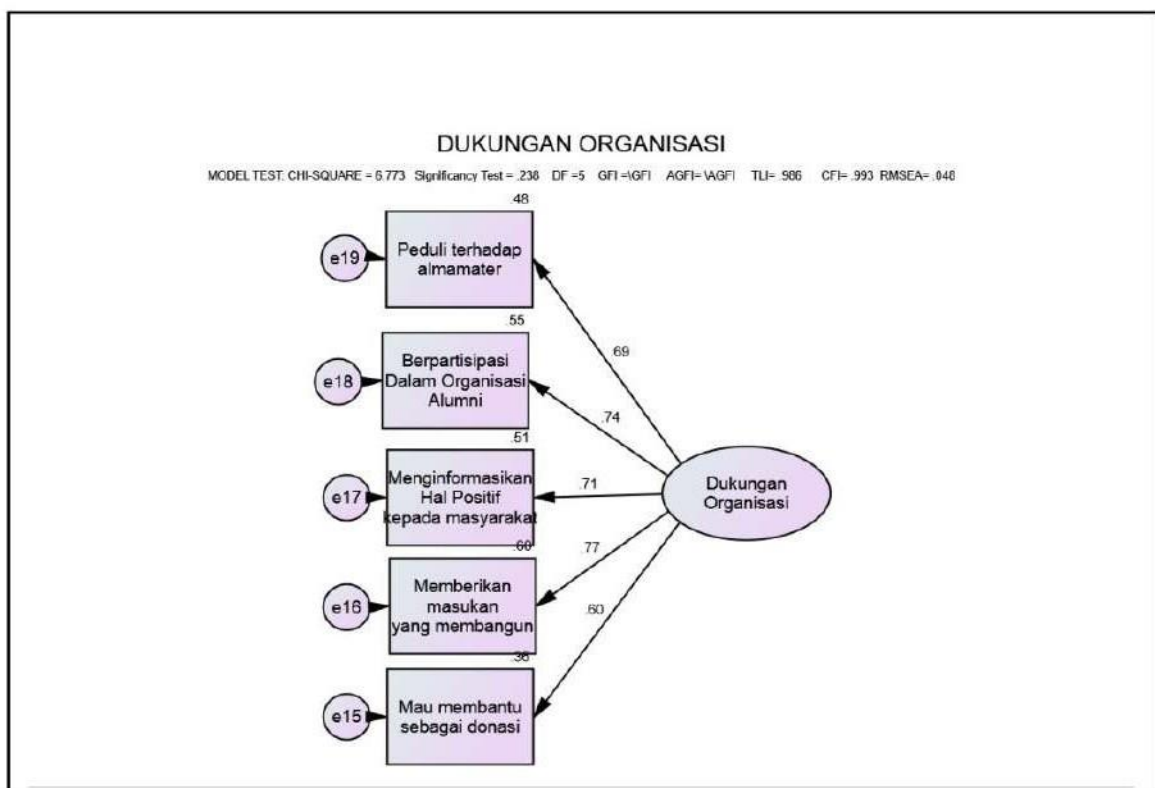 DUKUNGAN ORGANISASI
MODEL TEST: CHI-SQUARE = 6.773 Significancy Test = .238 DF =5 GFI =\GFI AGFI= \AGFI TLI= .986 CFI= .993 RMSEA= .048
.48
e19
Peduli terhadap
almamater
.69
.55
e18
Berpartisipasi
Dalam Organisasi
Alumni
.74
.51
e17
Menginformasikan
Hal Positif
kepada masyarakat
.71
Dukungan
Organisasi
.60
e16
Memberikan
masukan
yang membangun
.77
.36
e15
Mau membantu
sebagai donasi
.60